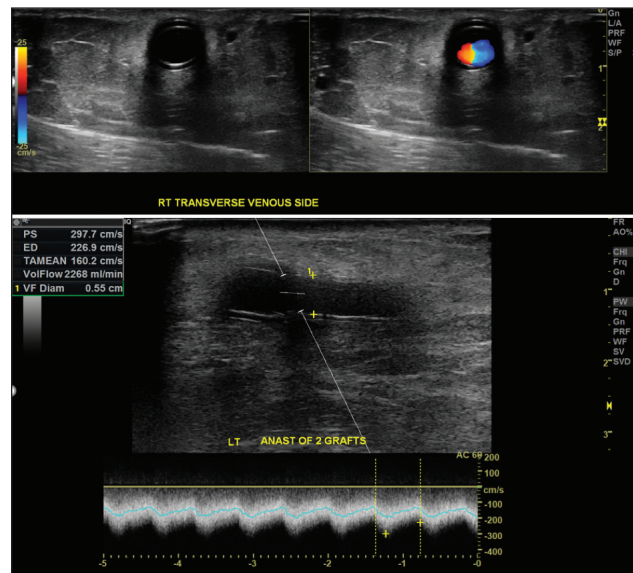 Gn
L/A
PRF
WF
S/P
25
-25
cm/s
1
2
RT TRANSVERSE VENOUS SIDE
PS 297.7 cm/s
ED 226.9 cm/s
TAMEAN 160.2 cm/s
VolFlow 2268 ml/min
1 VF Diam 0.55 cm
1
FR
AO%
CHI
Frq
Gn
D
PW
Frq
Gn
PRF
WF
SV
SVD
1
2
3
LT ANAST OF 2 GRAFTS
AC 69
200
100
cm/s
-100
-200
-300
-400
-5
-4
-3
-2
-1
-0